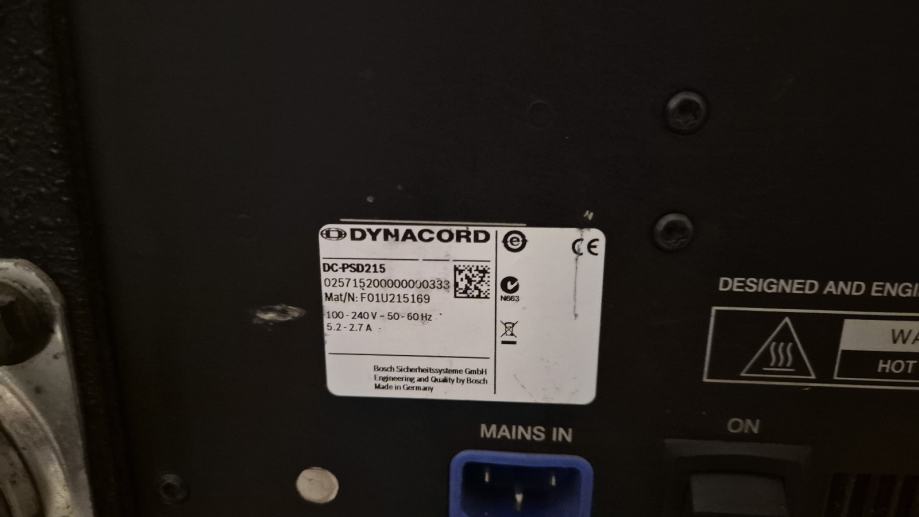 DYNACORD
DC-PSD215
025715200000000333
Mat/N: F01U215169
100 - 240 V ~ 50 - 60 Hz
5.2 - 2.7 A
Bosch Sicherheitssysteme GmbH
Engineering and Quality by Bosch
Made in Germany
e
CE
N663
DESIGNED AND ENGI
WA
HOT
MAINS IN
ON